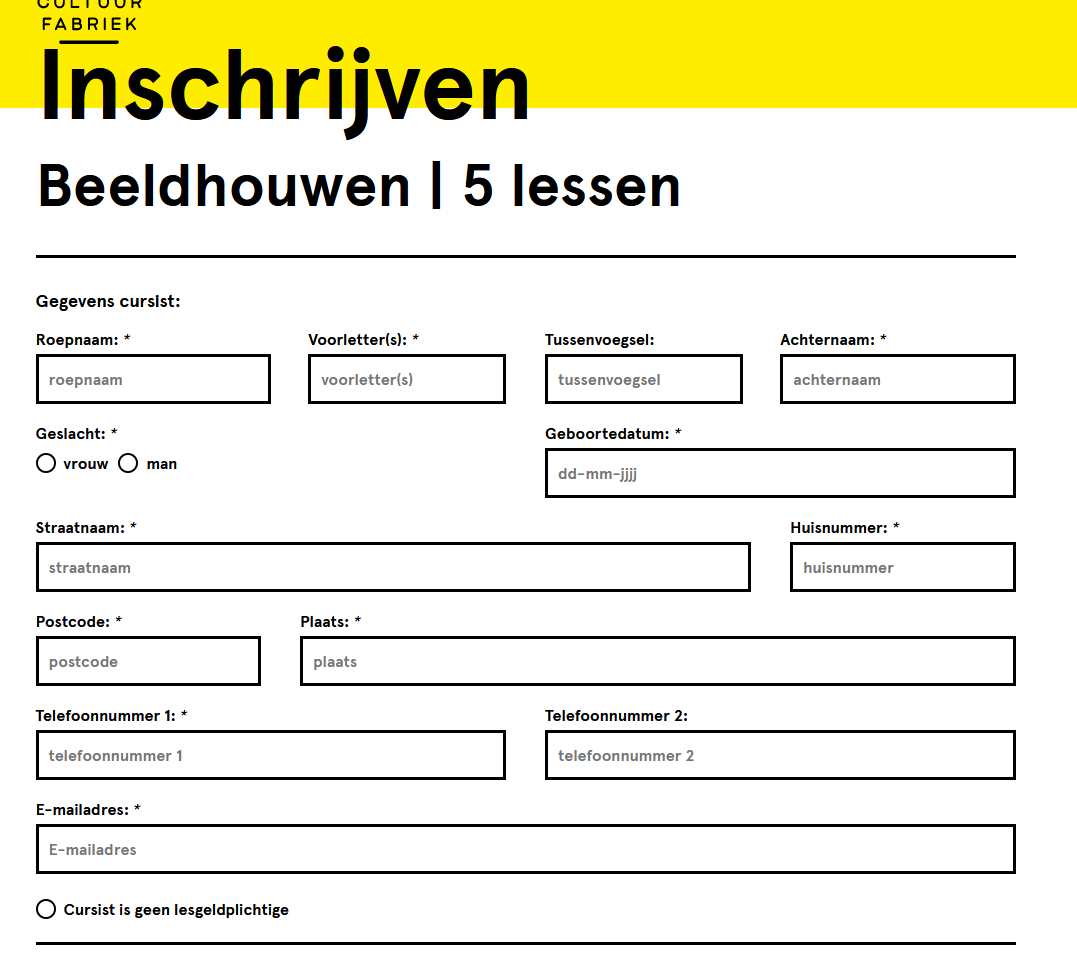 CULTUUR
FABRIEK
Inschrijven
Beeldhouwen | 5 lessen
Gegevens cursist:
Roepnaam: * Voorletter(s): * Tussenvoegsel: Achternaam: *
roepnaam voorletter(s) tussenvoegsel achternaam
Geslacht: * Geboortedatum: *
vrouw man dd-mm-jjjj
Straatnaam: * Huisnummer: *
straatnaam huisnummer
Postcode: * Plaats: *
postcode plaats
Telefoonnummer 1: * Telefoonnummer 2:
telefoonnummer 1 telefoonnummer 2
E-mailadres: *
E-mailadres
Cursist is geen lesgeldplichtige